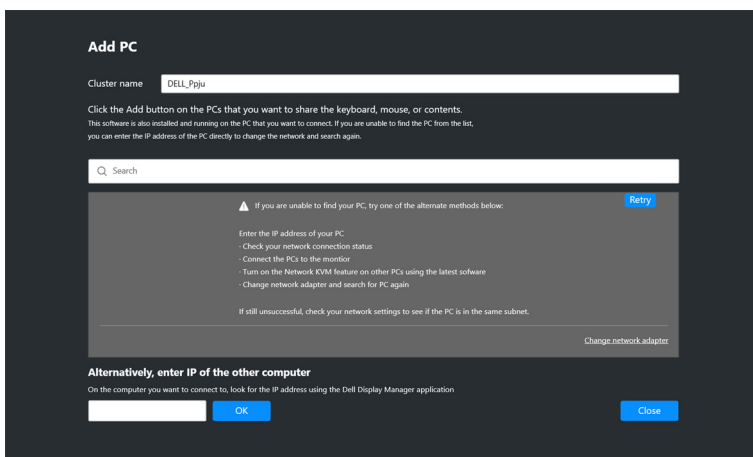 Add PC
Cluster name DELL_Ppju
Click the Add button on the PCs that you want to share the keyboard, mouse, or contents.
This software is also installed and running on the PC that you want to connect. If you are unable to find the PC from the list,
you can enter the IP address of the PC directly to change the network and search again.
Search
If you are unable to find your PC, try one of the alternate methods below:
Retry
Enter the IP address of your PC
- Check your network connection status
- Connect the PCs to the montior
- Turn on the Network KVM feature on other PCs using the latest sofware
- Change network adapter and search for PC again
If still unsuccessful, check your network settings to see if the PC is in the same subnet.
Change network adapter
Alternatively, enter IP of the other computer
On the computer you want to connect to, look for the IP address using the Dell Display Manager application
OK
Close